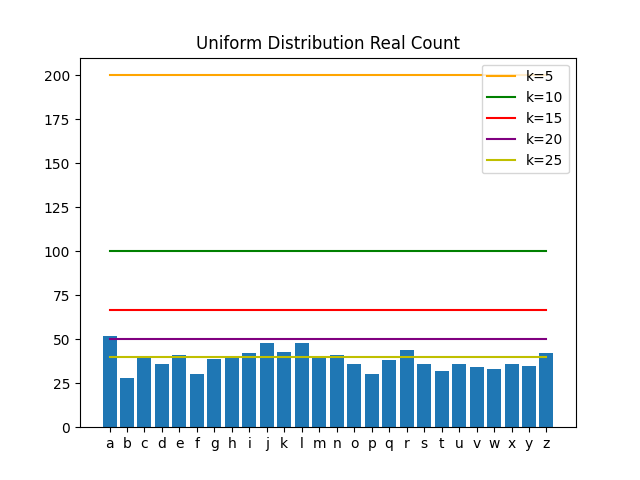 Uniform Distribution Real Count
200
175
150
125
100
75
50
25
0
k=5
k=10
k=15
k=20
k=25
a b c d e f g h i j k l m n o p q r s t u v w x y z